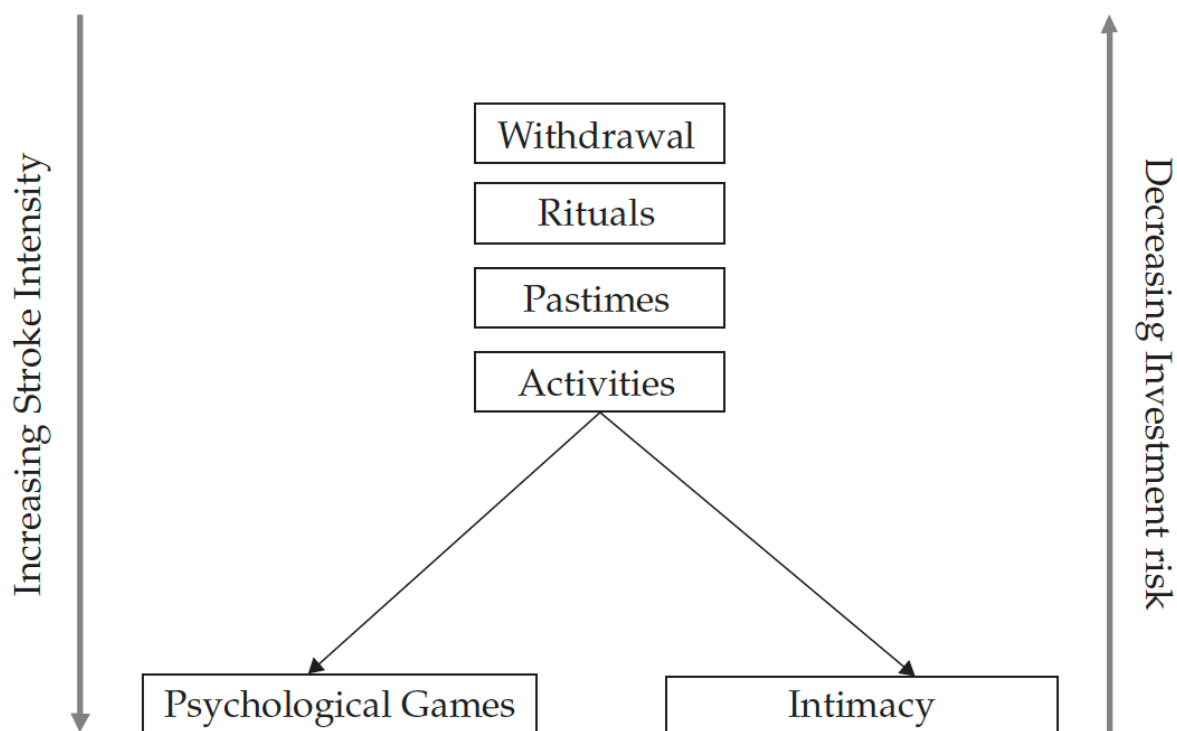 Increasing Stroke Intensity
Withdrawal
Rituals
Pastimes
Activities
Psychological Games
Intimacy
Decreasing Investment risk